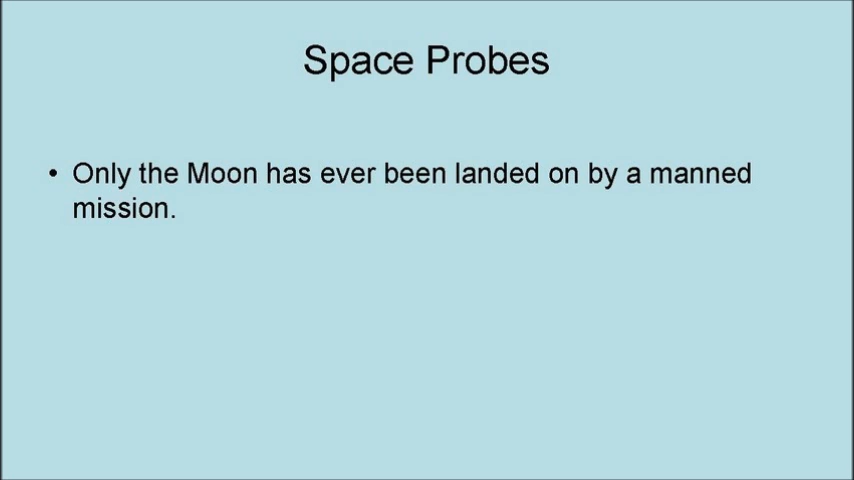 Space Probes
• Only the Moon has ever been landed on by a manned
mission.